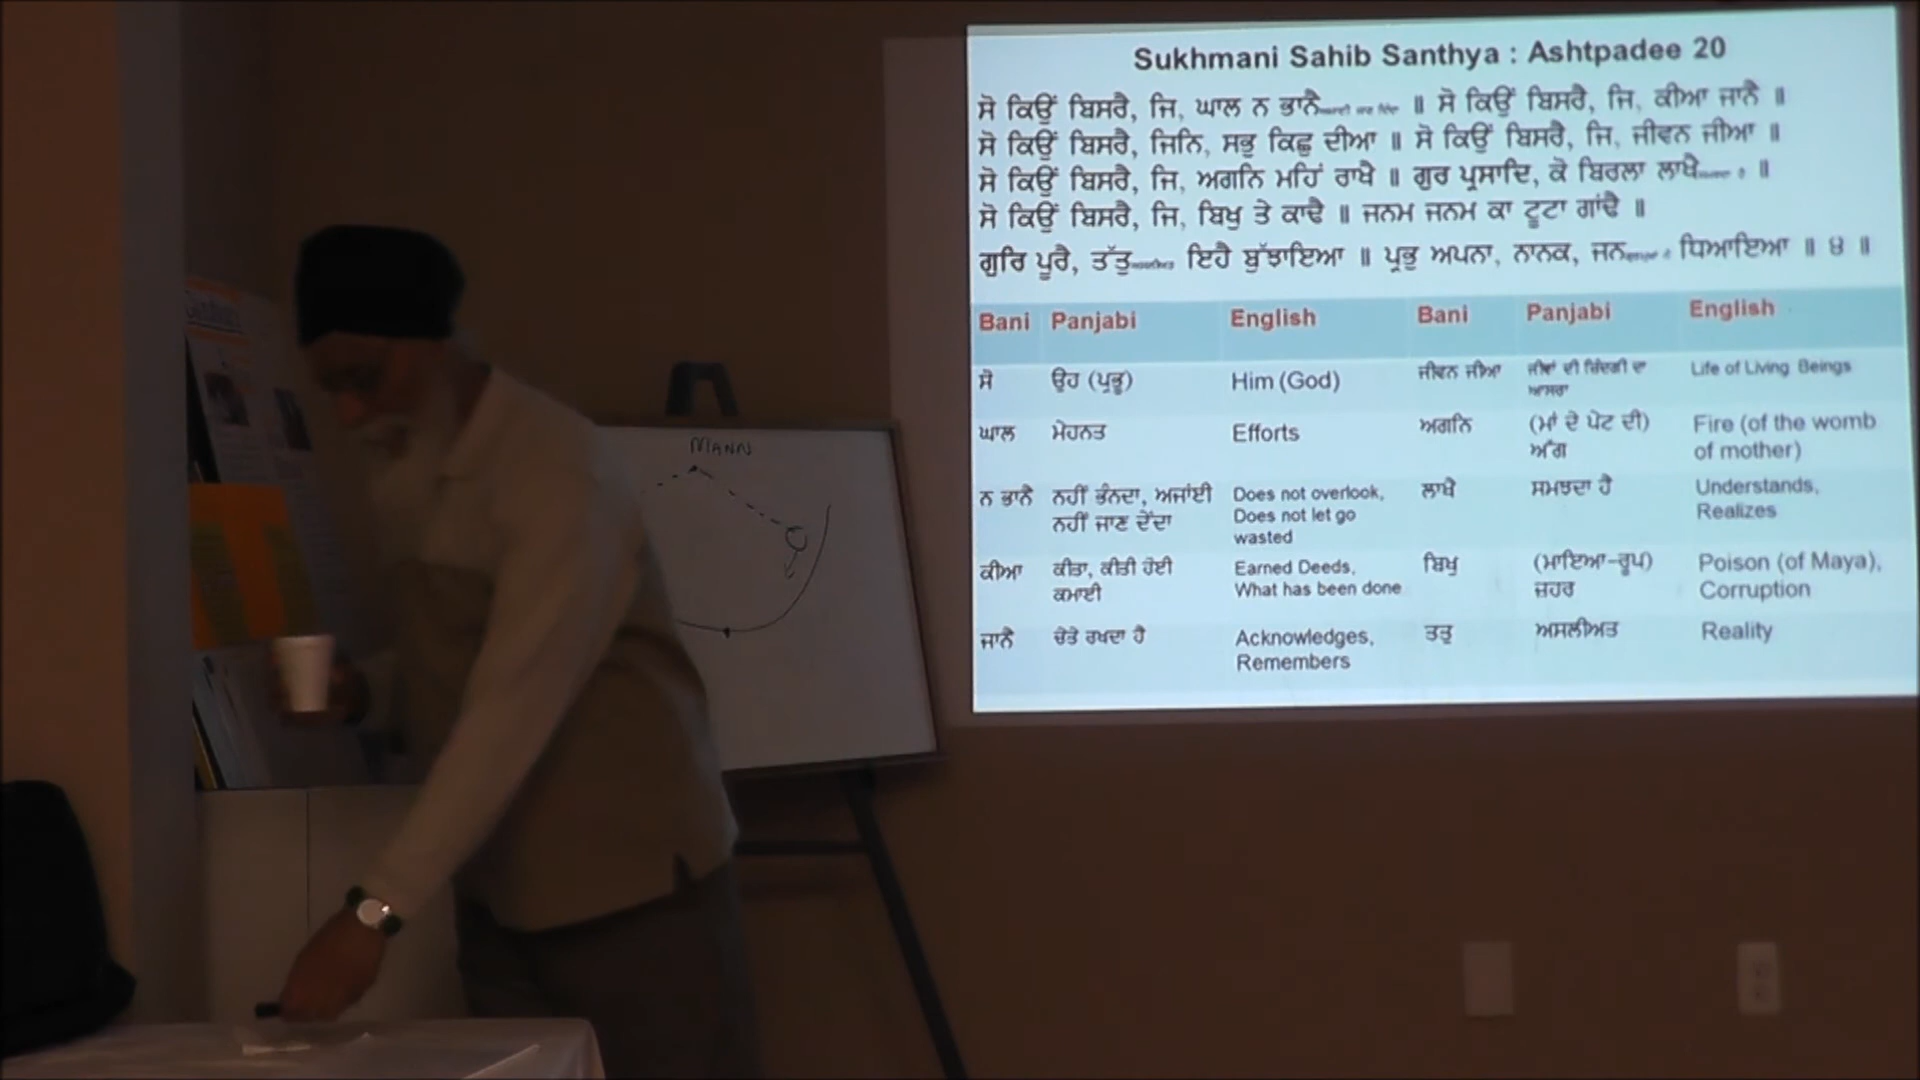 Sukhmani Sahib Santhya : Ashtpadee 20
ਸੋ ਕਿਉਂ ਬਿਸਰੈ, ਜਿ, ਘਾਲ ਨ ਭਾਨੈ ॥ ਸੋ ਕਿਉਂ ਬਿਸਰੈ, ਜਿ, ਕੀਆ ਜਾਨੈ ॥
ਸੋ ਕਿਉਂ ਬਿਸਰੈ, ਜਿਨਿ, ਸਭੁ ਕਿਛੁ ਦੀਆ ॥ ਸੋ ਕਿਉਂ ਬਿਸਰੈ, ਜਿ, ਜੀਵਨ ਜੀਆ ॥
ਸੋ ਕਿਉਂ ਬਿਸਰੈ, ਜਿ, ਅਗਨਿ ਮਹਿਂ ਰਾਖੈ ॥ ਗੁਰ ਪ੍ਰਸਾਦਿ, ਕੋ ਬਿਰਲਾ ਲਾਖੈ ॥
ਸੋ ਕਿਉਂ ਬਿਸਰੈ, ਜਿ, ਬਿਖੁ ਤੇ ਕਾਢੈ ॥ ਜਨਮ ਜਨਮ ਕਾ ਟੂਟਾ ਗਾਂਢੈ ॥
ਗੁਰਿ ਪੂਰੈ, ਤੱਤੁ ਇਹੈ ਬੁੱਝਾਇਆ ॥ ਪ੍ਰਭੁ ਅਪਨਾ, ਨਾਨਕ, ਜਨ ਧਿਆਇਆ ॥ ੪ ॥
Bani Panjabi English Bani Panjabi English
ਸੋ ਉਹ (ਪ੍ਰਭੂ) Him (God) ਜੀਵਨ ਜੀਆ ਜੀਵਾਂ ਦੀ ਜ਼ਿੰਦਗੀ ਦਾ Life of Living Beings
ਆਸਰਾ
ਘਾਲ ਮੇਹਨਤ Efforts ਅਗਨਿ (ਮਾਂ ਦੇ ਪੇਟ ਦੀ) Fire (of the womb
ਅੱਗ of mother)
ਨ ਭਾਨੈ ਨਹੀਂ ਭੰਨਦਾ, ਅਜਾਂਈ Does not overlook, ਲਾਖੈ ਸਮਝਦਾ ਹੈ Understands,
ਨਹੀਂ ਜਾਣ ਦੇਂਦਾ Does not let go Realizes
wasted
ਕੀਆ ਕੀਤਾ, ਕੀਤੀ ਹੋਈ Earned Deeds, ਬਿਖੁ (ਮਾਇਆ-ਰੂਪ) Poison (of Maya),
ਕਮਾਈ What has been done ਜ਼ਹਰ Corruption
ਜਾਨੈ ਚੇਤੇ ਰਖਦਾ ਹੈ Acknowledges, ਤਤੁ ਅਸਲੀਅਤ Reality
Remembers
MANN